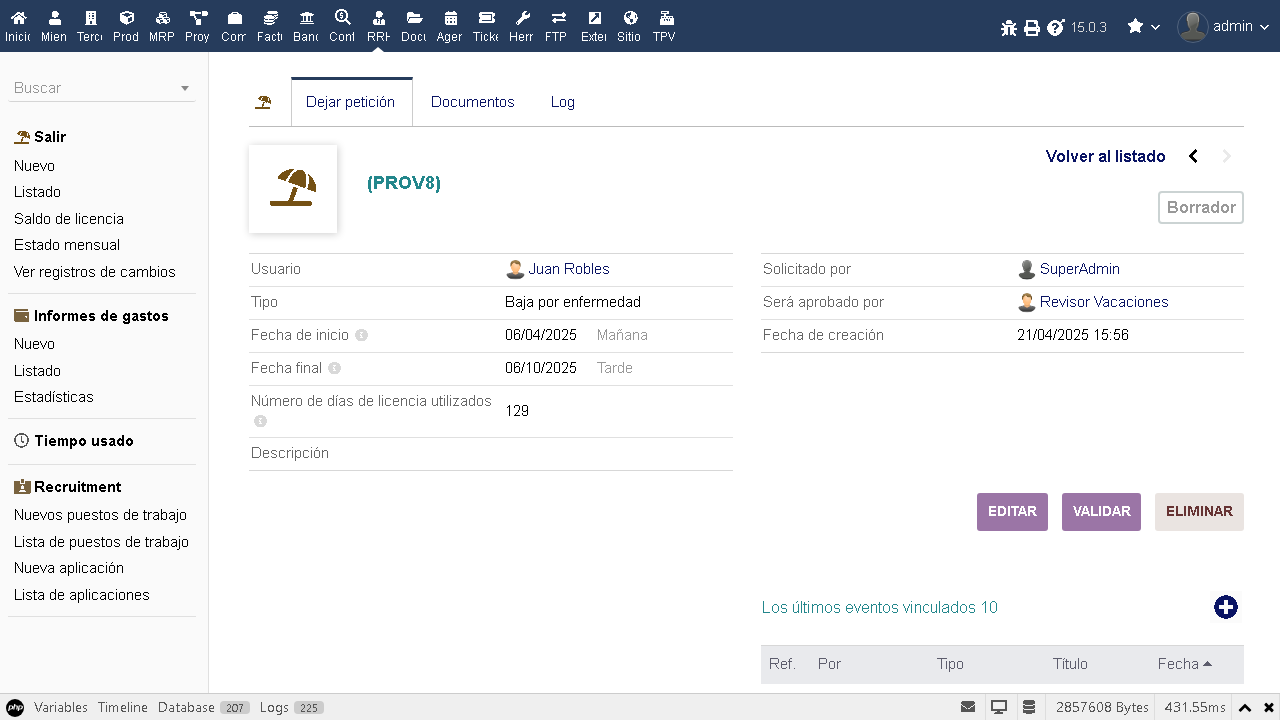 Inic Mien Terc Prod MRP Proy Com Fact Banc Cont RRH Docu Agen Ticke Herr FTP Exter Sitio TPV
15.0.3 admin
Buscar
Dejar petición Documentos Log
Salir
Nuevo
Listado
Saldo de licencia
Estado mensual
Ver registros de cambios
Informes de gastos
Nuevo
Listado
Estadísticas
Tiempo usado
Recruitment
Nuevos puestos de trabajo
Lista de puestos de trabajo
Nueva aplicación
Lista de aplicaciones
Volver al listado
(PROV8)
Borrador
Usuario Juan Robles
Tipo Baja por enfermedad
Fecha de inicio 06/04/2025 Mañana
Fecha final 06/10/2025 Tarde
Número de días de licencia utilizados 129
Descripción
Solicitado por SuperAdmin
Será aprobado por Revisor Vacaciones
Fecha de creación 21/04/2025 15:56
EDITAR VALIDAR ELIMINAR
Los últimos eventos vinculados 10
Ref. Por Tipo Título Fecha
php Variables Timeline Database 207 Logs 225 2857608 Bytes 431.55ms